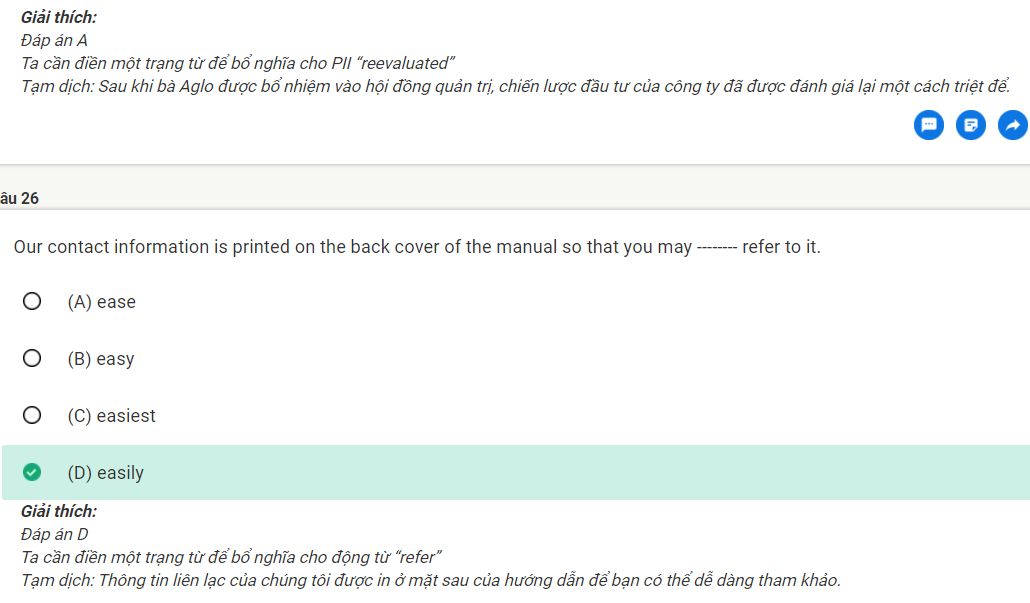 Giải thích:
Đáp án A
Ta cần điền một trạng từ để bổ nghĩa cho PII “reevaluated”
Tạm dịch: Sau khi bà Aglo được bổ nhiệm vào hội đồng quản trị, chiến lược đầu tư của công ty đã được đánh giá lại một cách triệt để.
âu 26
Our contact information is printed on the back cover of the manual so that you may -------- refer to it.
(A) ease
(B) easy
(C) easiest
(D) easily
Giải thích:
Đáp án D
Ta cần điền một trạng từ để bổ nghĩa cho động từ “refer”
Tạm dịch: Thông tin liên lạc của chúng tôi được in ở mặt sau của hướng dẫn để bạn có thể dễ dàng tham khảo.